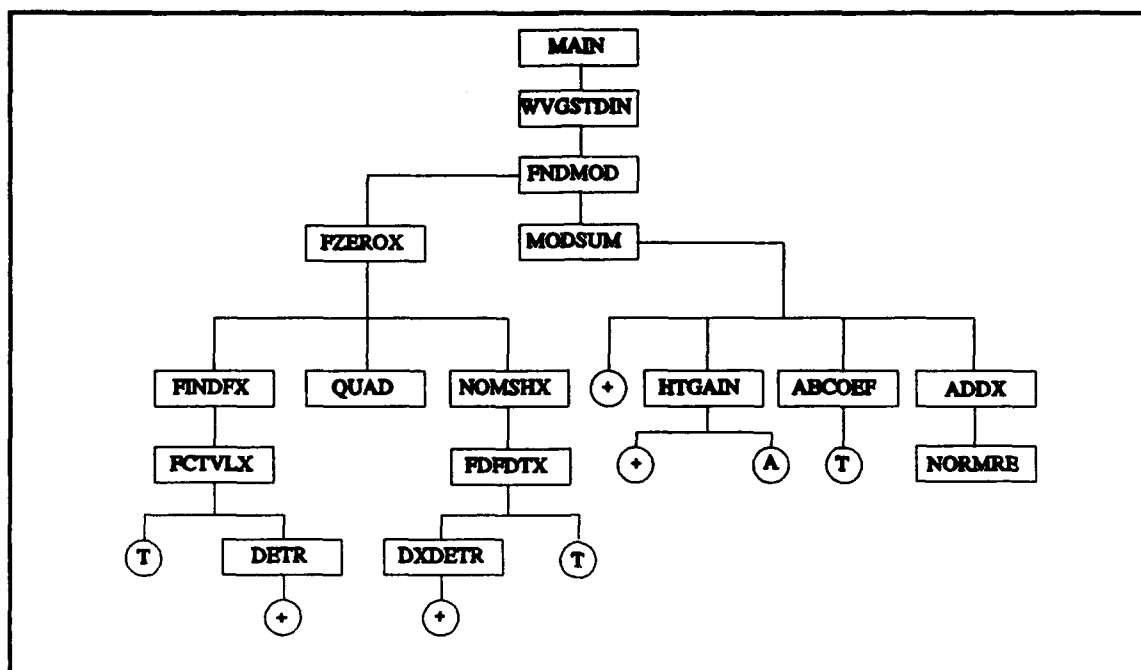 MAIN
WVGSTDIN
FNDMOD
FZEROX
MODSUM
FINDFX
QUAD
NOMSHX
+
HTGAIN
ABCOEF
ADDX
FCTVLX
FDFDTX
+
A
T
NORMRE
T
DETR
DXDETR
T
+
+